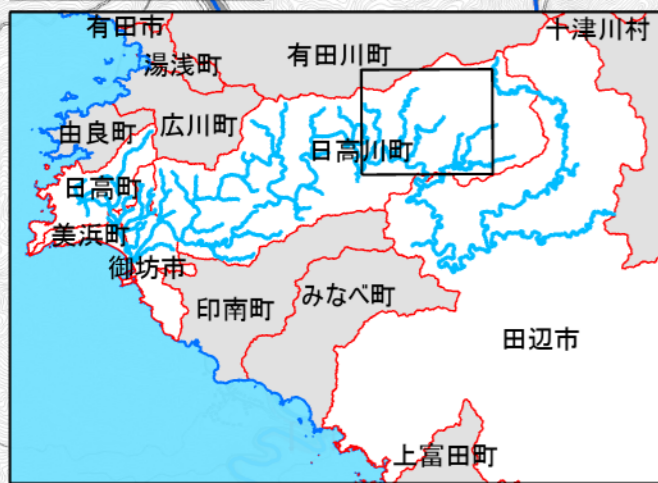 有田市
十津川村
有田川町
湯浅町
広川町
由良町
日高川町
日高町
美浜町
御坊市
みなべ町
印南町
田辺市
上富田町